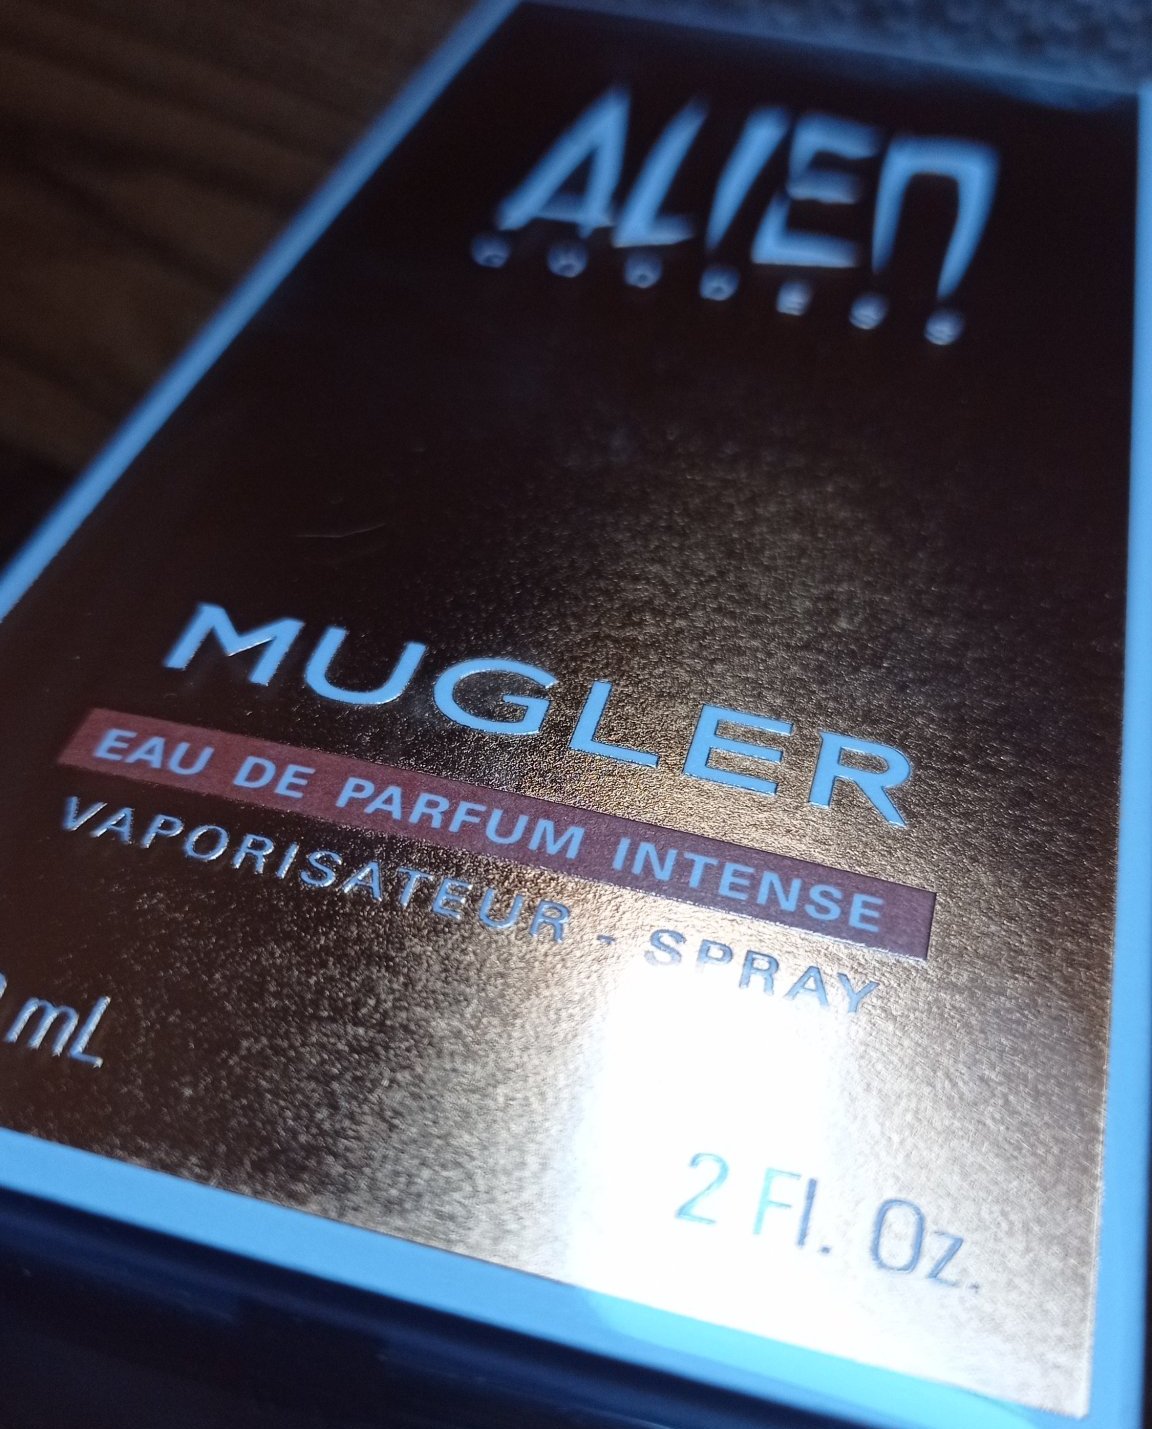 ALIEN
GODDESS
MUGLER
EAU DE PARFUM INTENSE
VAPORISATEUR - SPRAY
mL
2 Fl. Oz.